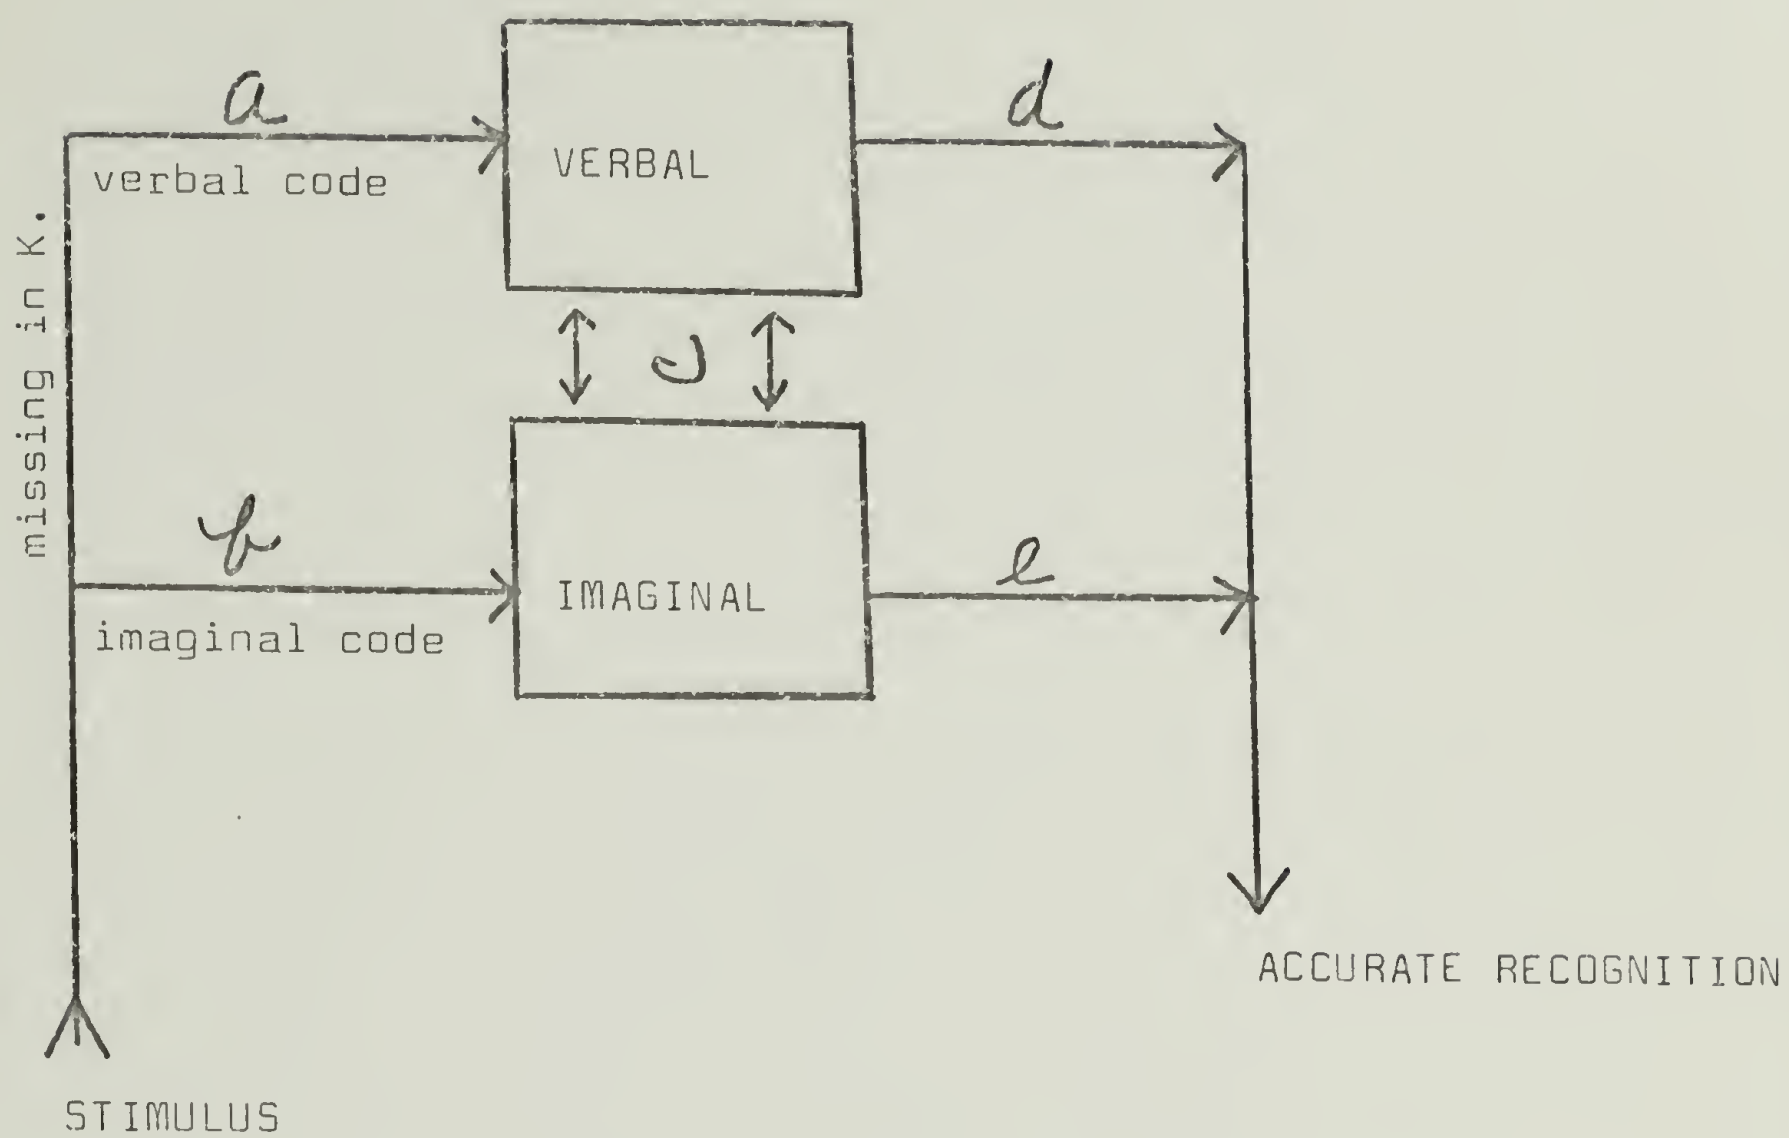 a
d
verbal code
VERBAL
missing in K.
c
b
e
imaginal code
IMAGINAL
ACCURATE RECOGNITION
STIMULUS